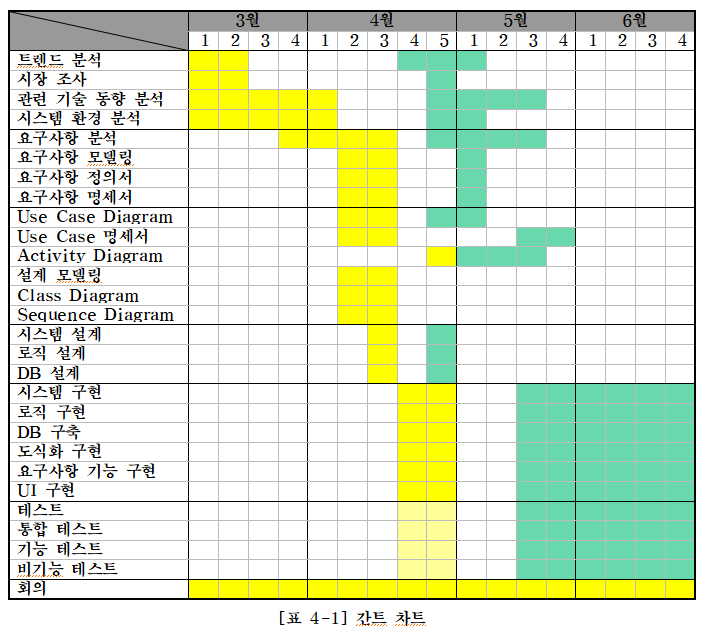 3월 4월 5월 6월
1 2 3 4 1 2 3 4 5 1 2 3 4 1 2 3 4
트렌드 분석
시장 조사
관련 기술 동향 분석
시스템 환경 분석
요구사항 분석
요구사항 모델링
요구사항 정의서
요구사항 명세서
Use Case Diagram
Use Case 명세서
Activity Diagram
설계 모델링
Class Diagram
Sequence Diagram
시스템 설계
로직 설계
DB 설계
시스템 구현
로직 구현
DB 구축
도식화 구현
요구사항 기능 구현
UI 구현
테스트
통합 테스트
기능 테스트
비기능 테스트
회의
[표 4-1] 간트 차트